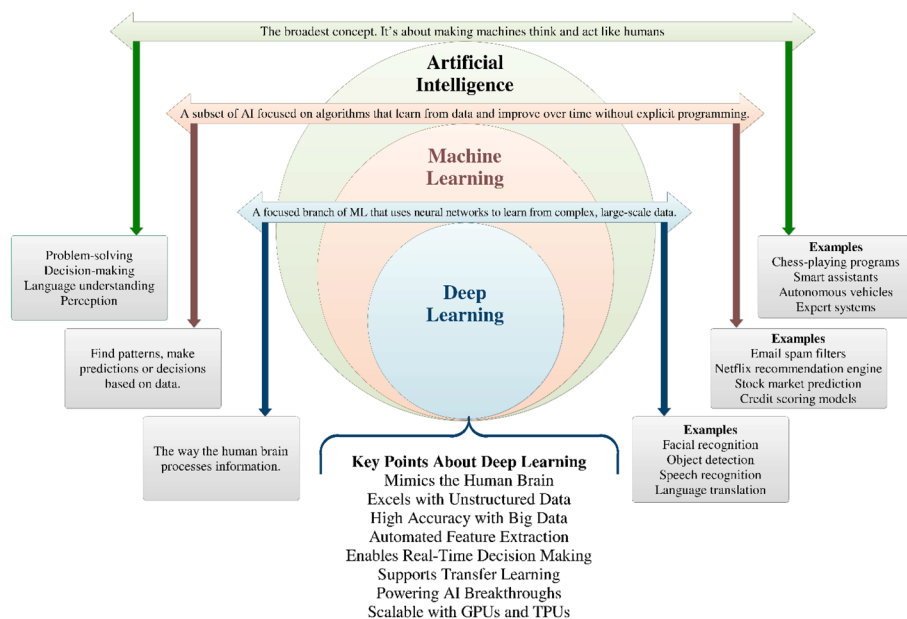 The broadest concept. It's about making machines think and act like humans
Artificial
Intelligence
A subset of AI focused on algorithms that learn from data and improve over time without explicit programming.
Machine
Learning
A focused branch of ML that uses neural networks to learn from complex, large-scale data.
Deep
Learning
Problem-solving
Decision-making
Language understanding
Perception
Find patterns, make
predictions or decisions
based on data.
The way the human brain
processes information.
Examples
Chess-playing programs
Smart assistants
Autonomous vehicles
Expert systems
Examples
Email spam filters
Netflix recommendation engine
Stock market prediction
Credit scoring models
Examples
Facial recognition
Object detection
Speech recognition
Language translation
Key Points About Deep Learning
Mimics the Human Brain
Excels with Unstructured Data
High Accuracy with Big Data
Automated Feature Extraction
Enables Real-Time Decision Making
Supports Transfer Learning
Powering AI Breakthroughs
Scalable with GPUs and TPUs